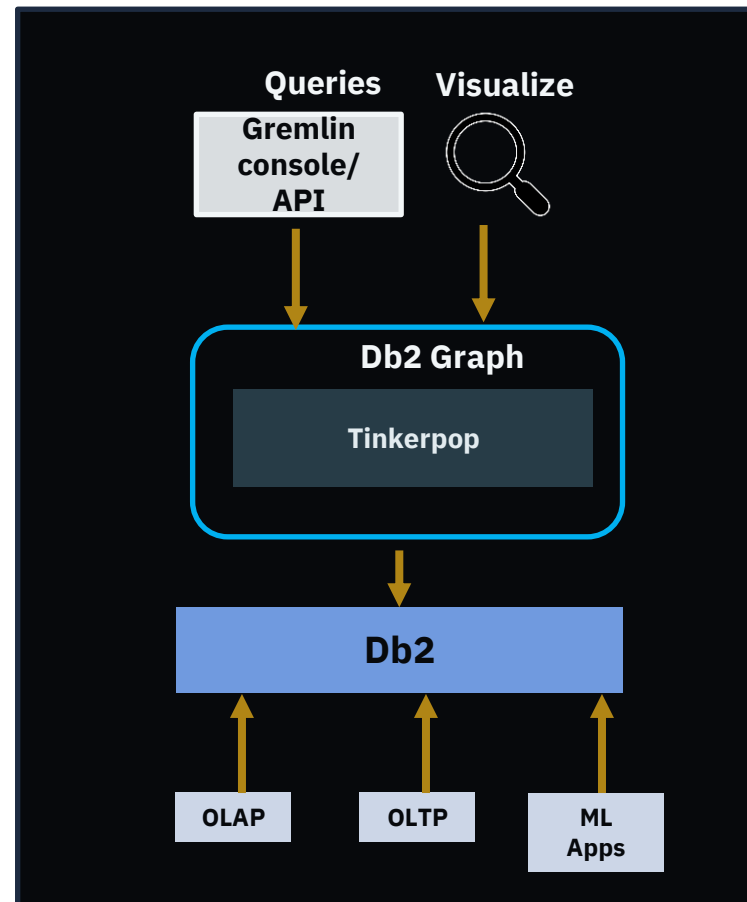 Queries
Visualize
Gremlin
console/
API
Db2 Graph
Tinkerpop
Db2
OLAP
OLTP
ML
Apps